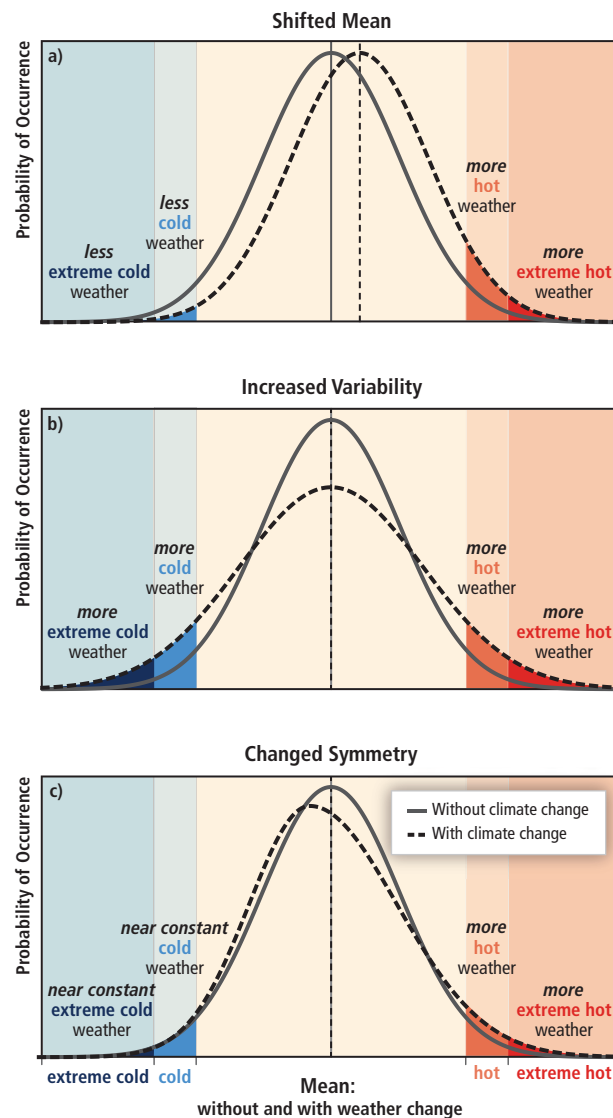 Shifted Mean
a)
Probability of Occurrence
less
extreme cold
weather
less
cold
weather
more
hot
weather
more
extreme hot
weather
Increased Variability
b)
Probability of Occurrence
more
extreme cold
weather
more
cold
weather
more
hot
weather
more
extreme hot
weather
Changed Symmetry
c)
Probability of Occurrence
Without climate change
With climate change
near constant
extreme cold
weather
near constant
cold
weather
more
hot
weather
more
extreme hot
weather
extreme cold
cold
Mean:
without and with weather change
hot
extreme hot